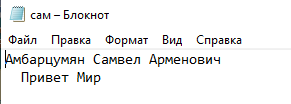 сам – Блокнот
Файл Правка Формат Вид Справка
Амбарцумян Самвел Арменович
Привет Мир